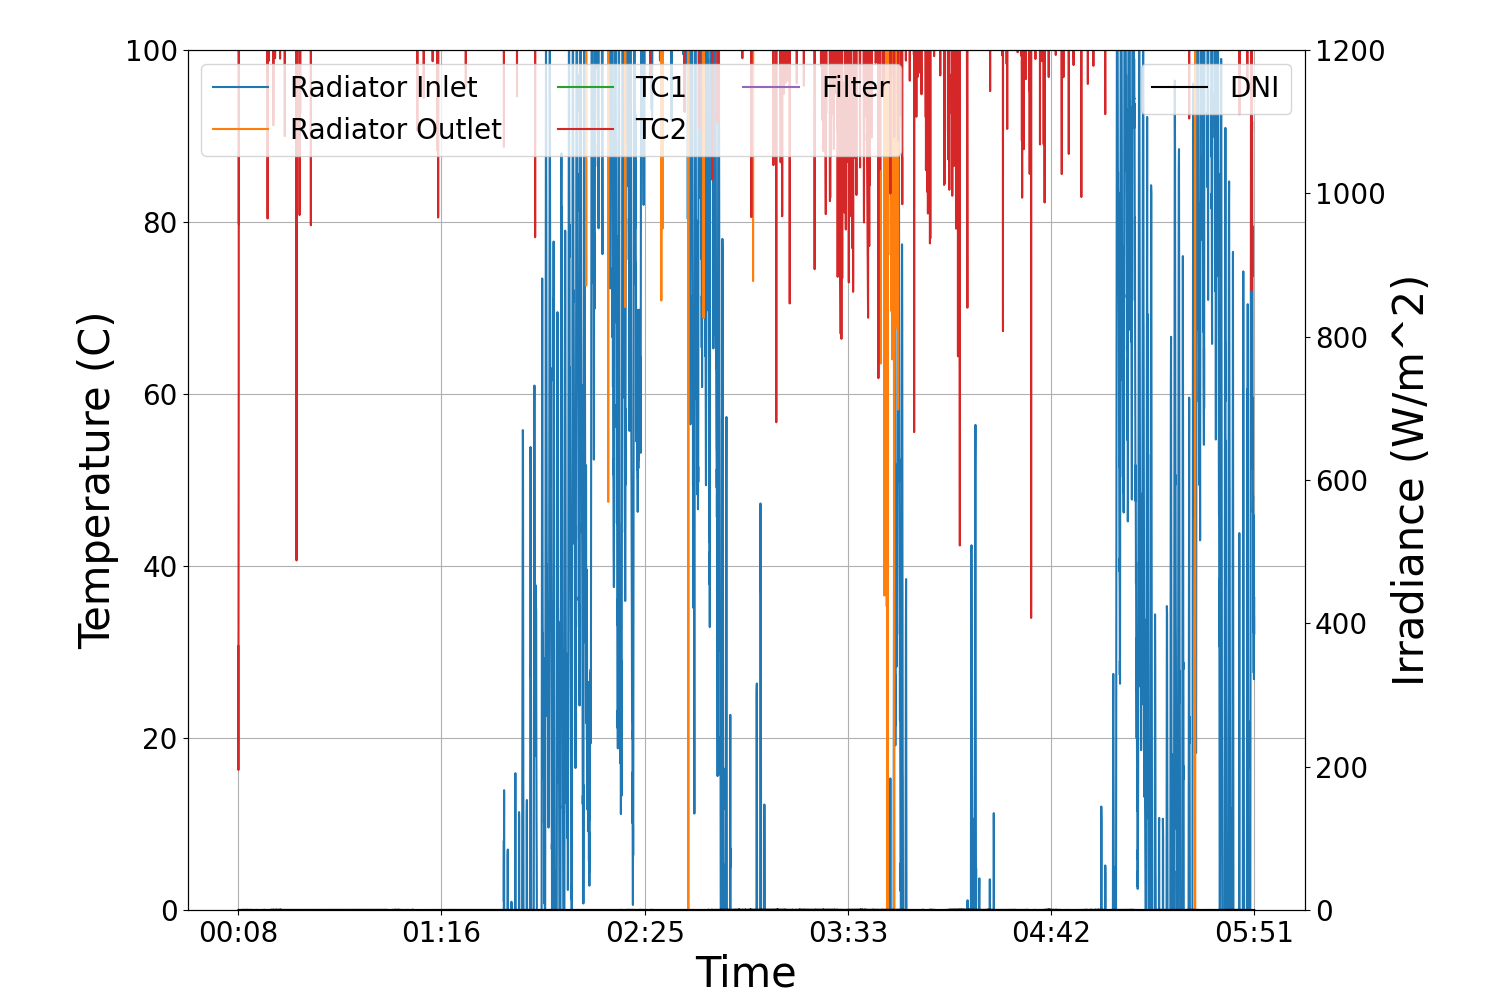 100
80
60
40
20
0
Temperature (C)
Radiator Inlet
Radiator Outlet
TC1
TC2
Filter
DNI
1200
1000
800
600
400
200
0
Irradiance (W/m^2)
00:08 01:16 02:25 03:33 04:42 05:51
Time